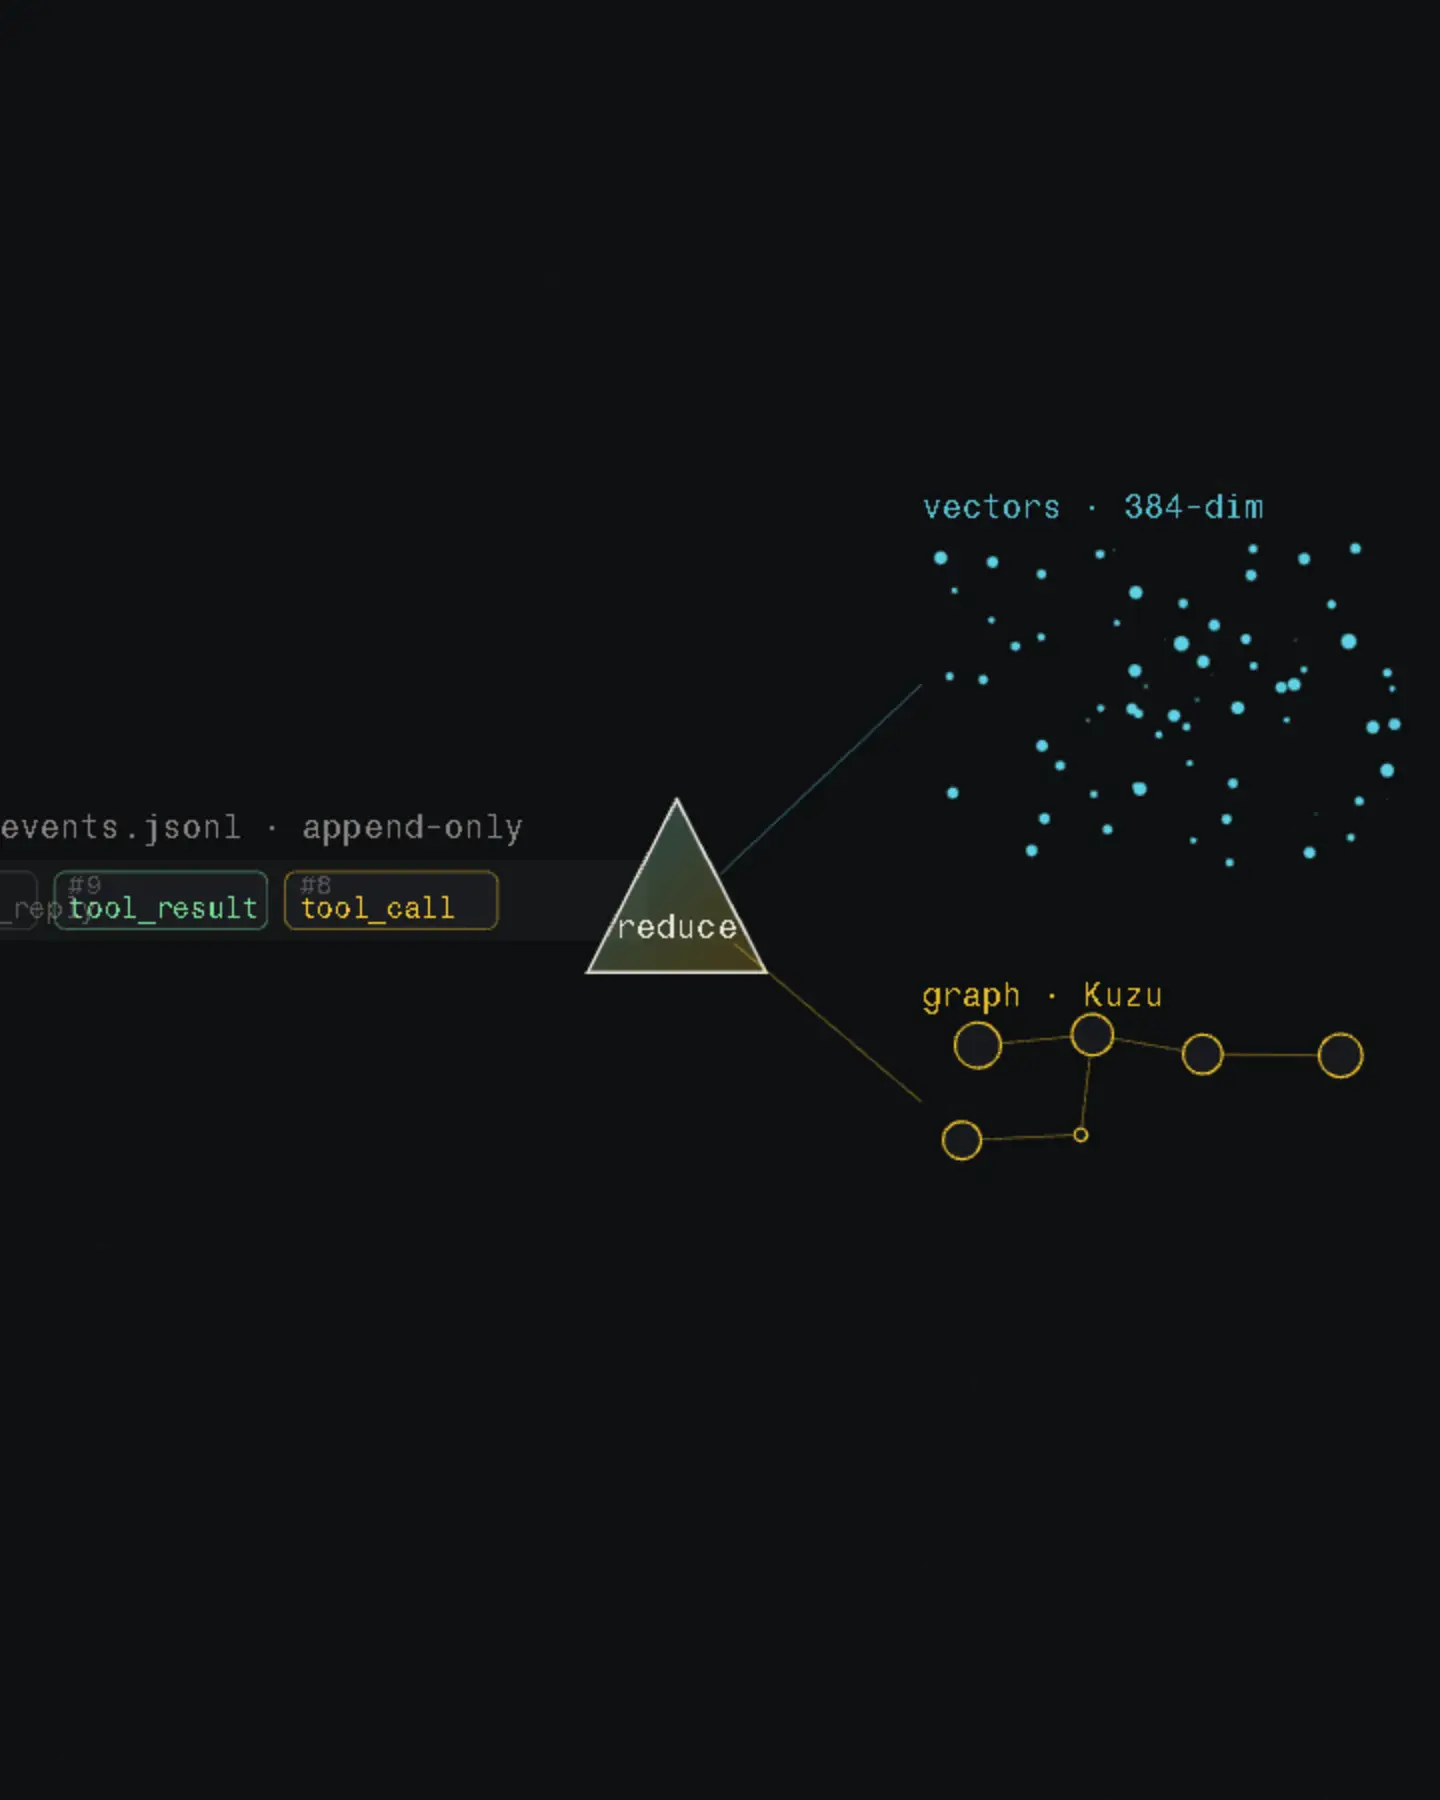 vectors · 384-dim
events.jsonl · append-only
#9
#8
tool_result
tool_call
reduce
graph · Kuzu